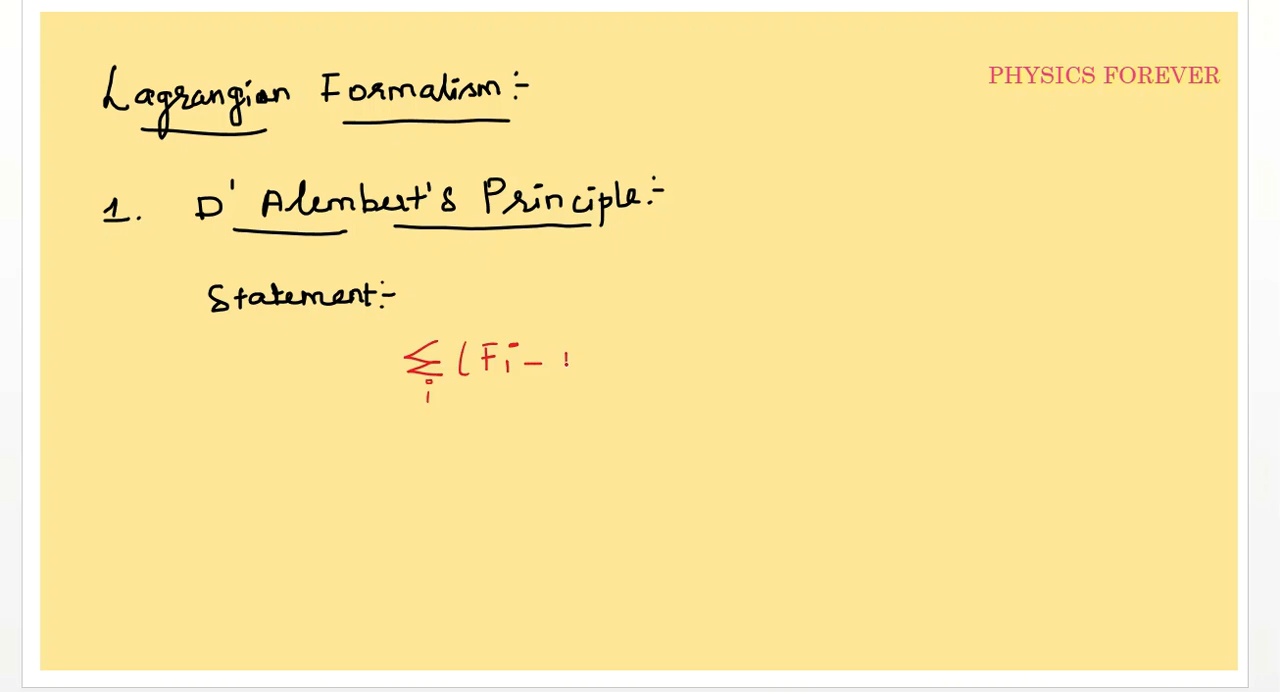 Lagrangian Formalism:-
PHYSICS FOREVER
1. D'Alembert's Principle:-
Statement:-
∑ (Fi -
i